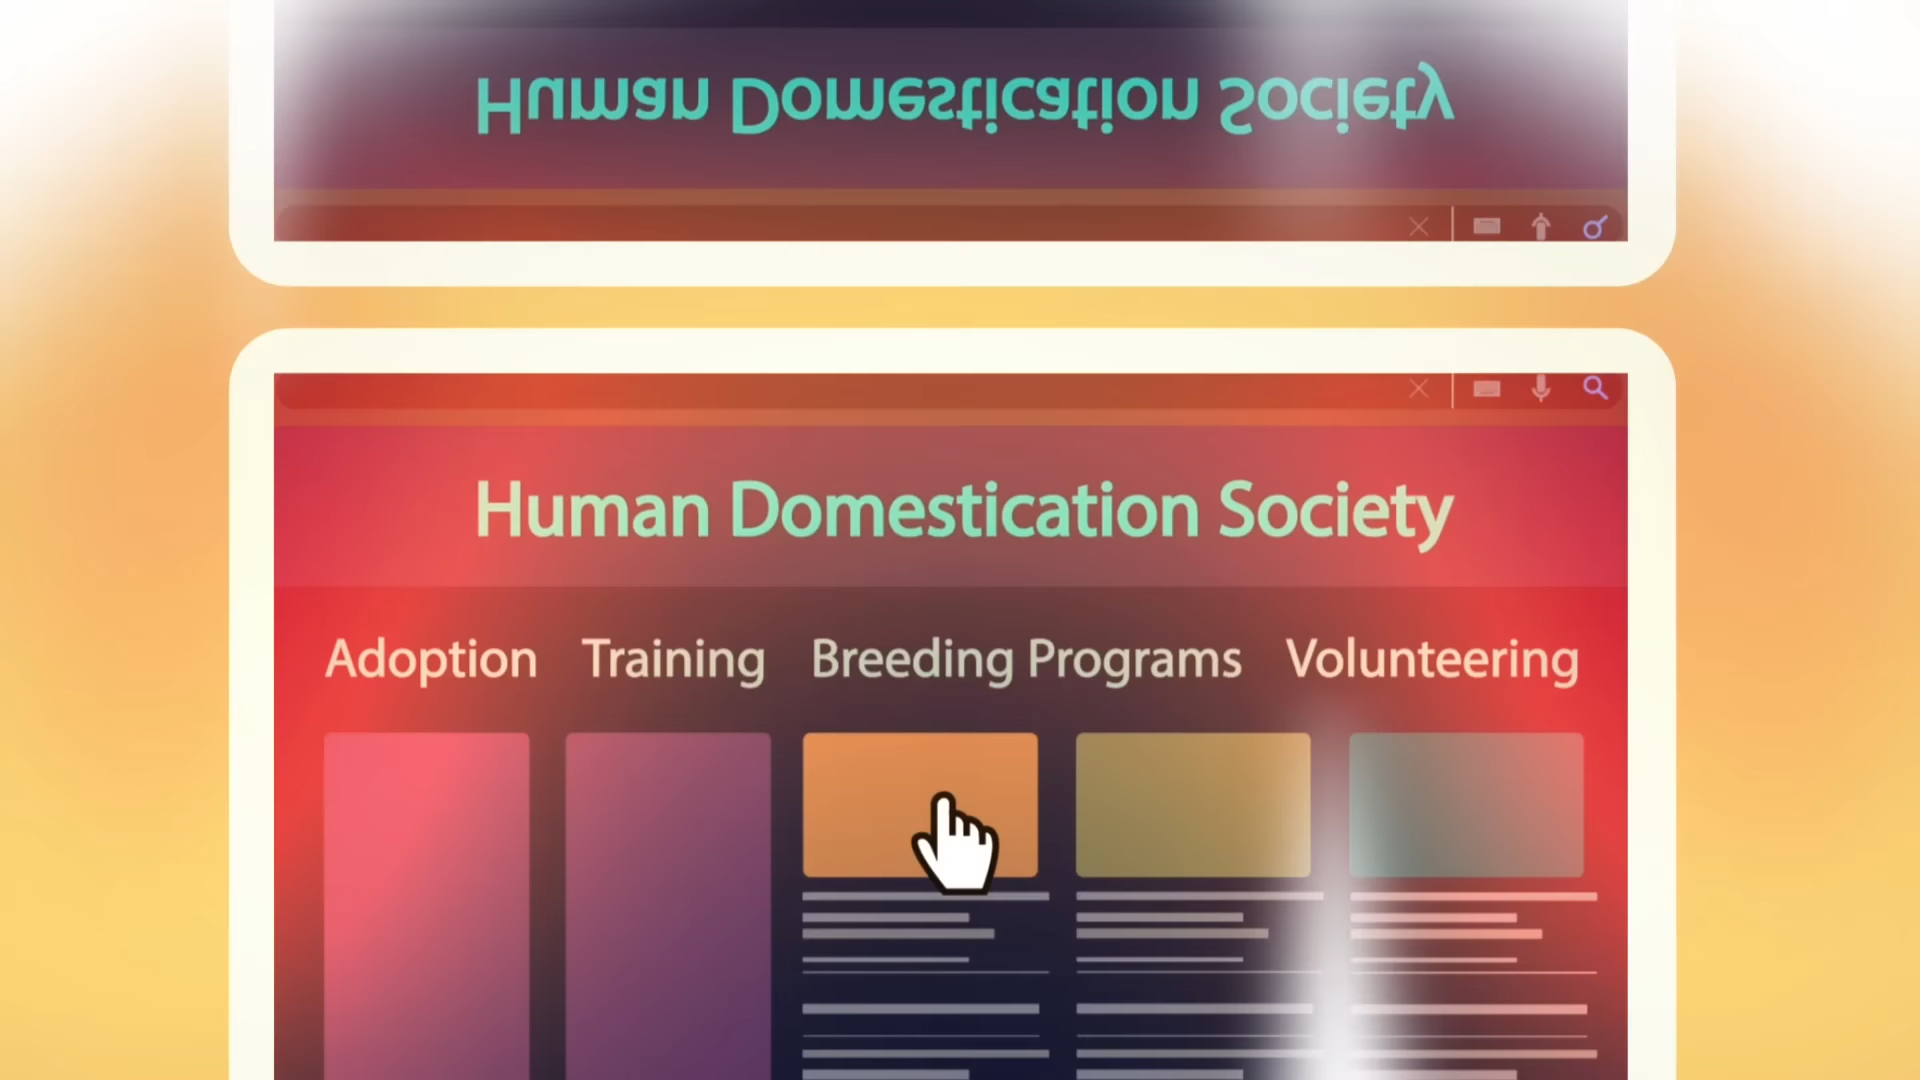 Human Domestication Society
Human Domestication Society
Adoption Training Breeding Programs Volunteering